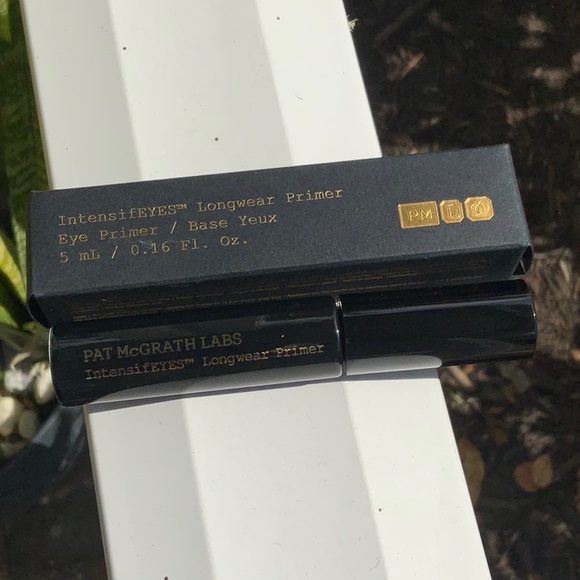 IntensifEYES™ Longwear Primer
Eye Primer / Base Yeux
5 mL / 0.16 Fl. Oz.
PM L
PAT McGRATH LABS
IntensifEYES™ Longwear Primer